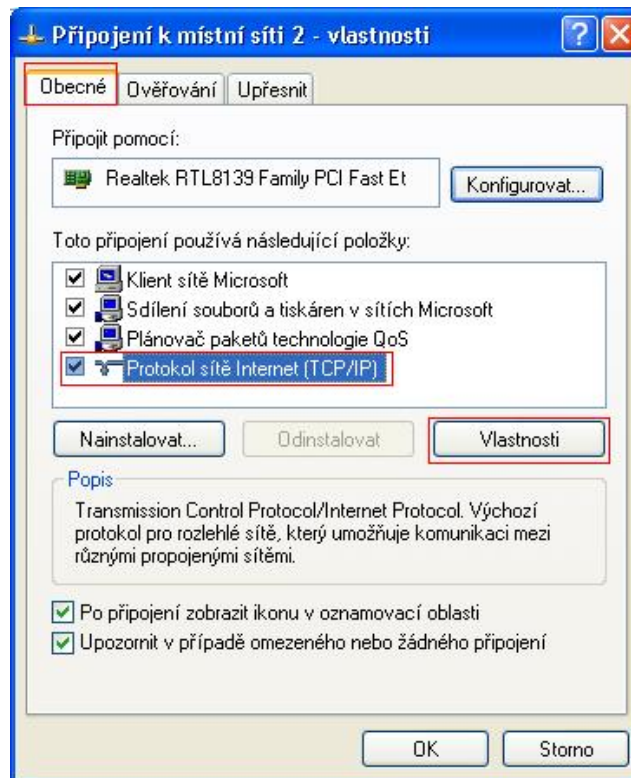 Připojení k místní síti 2 - vlastnosti
Obecné Ověřování Upřesnit
Připojit pomocí:
Realtek RTL8139 Family PCI Fast Et Konfigurovat...
Toto připojení používá následující položky:
Klient sítě Microsoft
Sdílení souborů a tiskáren v sítích Microsoft
Plánovač paketů technologie QoS
Protokol sítě Internet (TCP/IP)
Nainstalovat... Odinstalovat Vlastnosti
Popis
Transmission Control Protocol/Internet Protocol. Výchozí
protokol pro rozlehlé sítě, který umožňuje komunikaci mezi
různými propojenými sítěmi.
Po připojení zobrazit ikonu v oznamovací oblasti
Upozornit v případě omezeného nebo žádného připojení
OK Storno